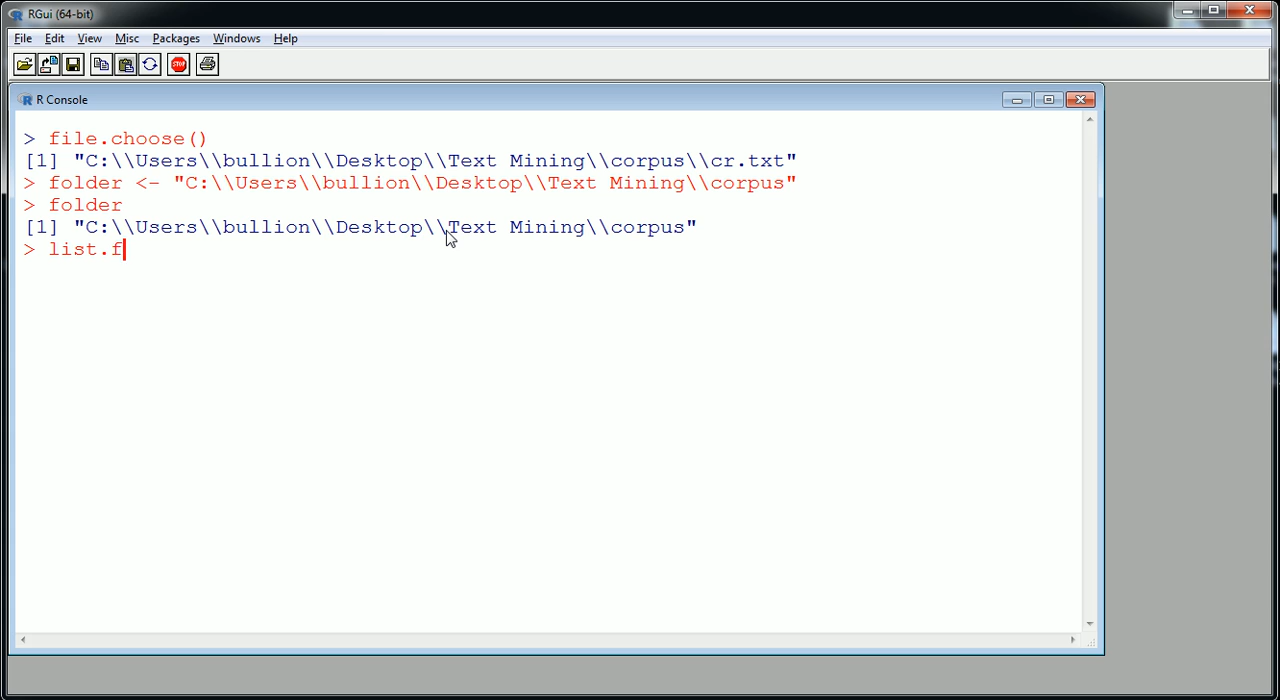 RGui (64-bit)
File Edit View Misc Packages Windows Help
STOP
R Console
> file.choose()
[1] "C:\\Users\\bullion\\Desktop\\Text Mining\\corpus\\cr.txt"
> folder <- "C:\\Users\\bullion\\Desktop\\Text Mining\\corpus"
> folder
[1] "C:\\Users\\bullion\\Desktop\\Text Mining\\corpus"
> list.f